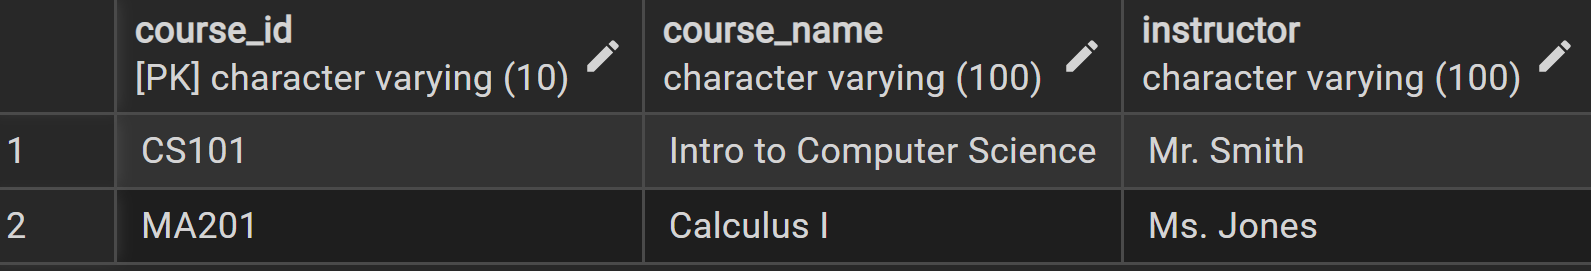 course_id course_name instructor
[PK] character varying (10) character varying (100) character varying (100)
1 CS101 Intro to Computer Science Mr. Smith
2 MA201 Calculus I Ms. Jones